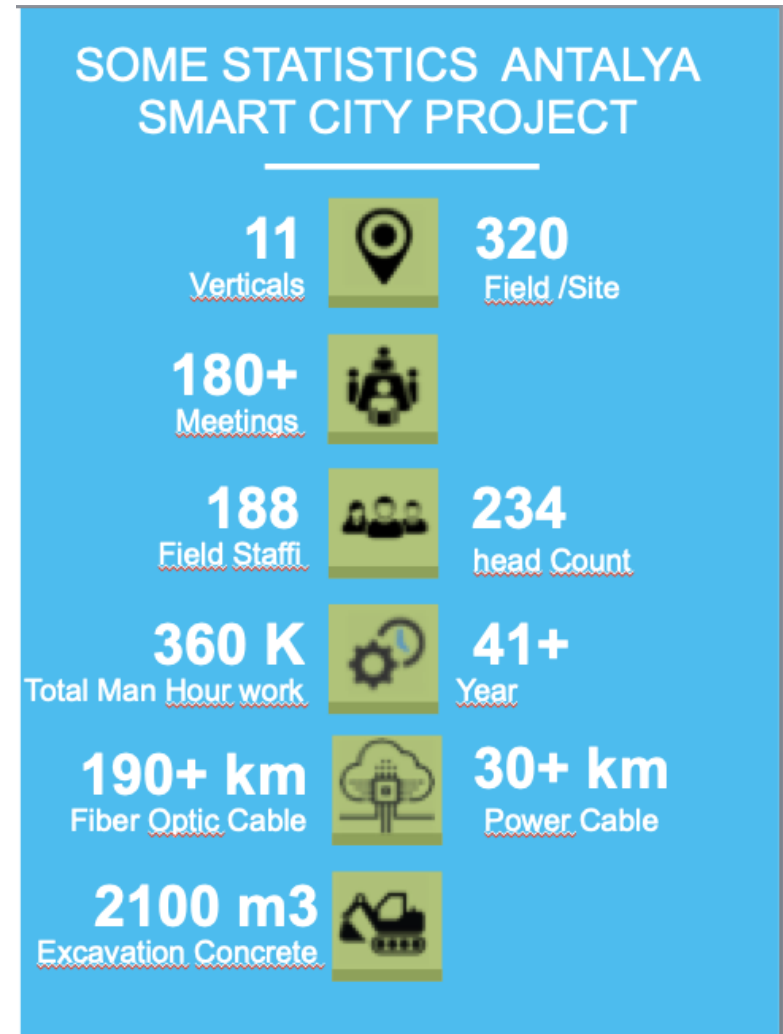 SOME STATISTICS ANTALYA
SMART CITY PROJECT
11
Verticals
320
Field /Site
180+
Meetings
188
Field Staffi
234
head Count
360 K
Total Man Hour work
41+
Year
190+ km
Fiber Optic Cable
30+ km
Power Cable
2100 m3
Excavation Concrete